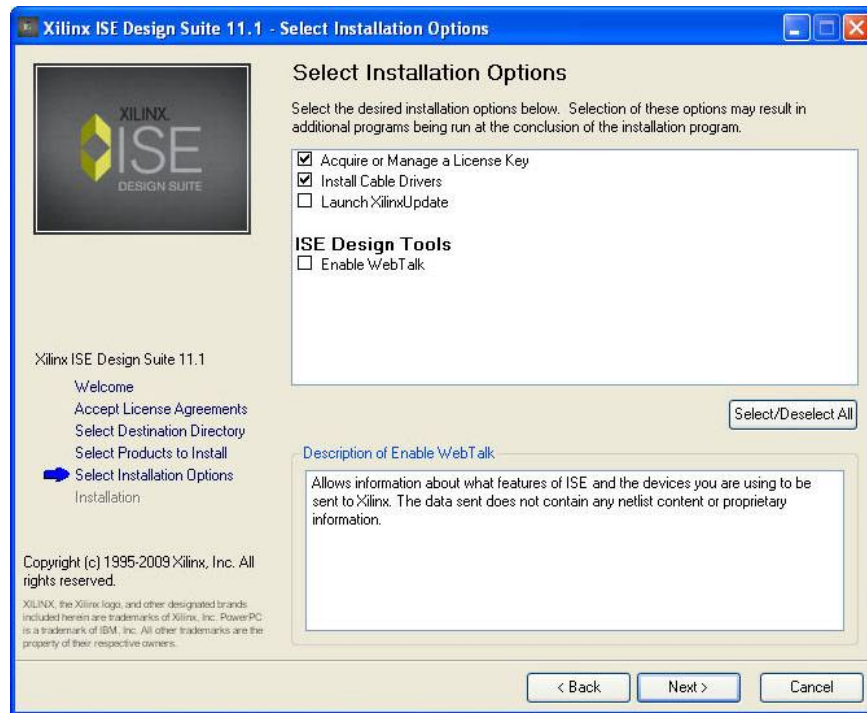 Xilinx ISE Design Suite 11.1 - Select Installation Options
XILINX.
ISE
DESIGN SUITE
Select Installation Options
Select the desired installation options below.  Selection of these options may result in
additional programs being run at the conclusion of the installation program.
Acquire or Manage a License Key
Install Cable Drivers
Launch XilinxUpdate
ISE Design Tools
Enable WebTalk
Select/Deselect All
Xilinx ISE Design Suite 11.1
Welcome
Accept License Agreements
Select Destination Directory
Select Products to Install
Select Installation Options
Installation
Description of Enable WebTalk
Allows information about what features of ISE and the devices you are using to be
sent to Xilinx. The data sent does not contain any netlist content or proprietary
information.
Copyright (c) 1995-2009 Xilinx, Inc. All
rights reserved.
XILINX, the Xilinx logo, and other designated brands
included herein are trademarks of Xilinx, Inc. PowerPC
is a trademark of IBM, Inc. All other trademarks are the
property of their respective owners.
< Back
Next >
Cancel